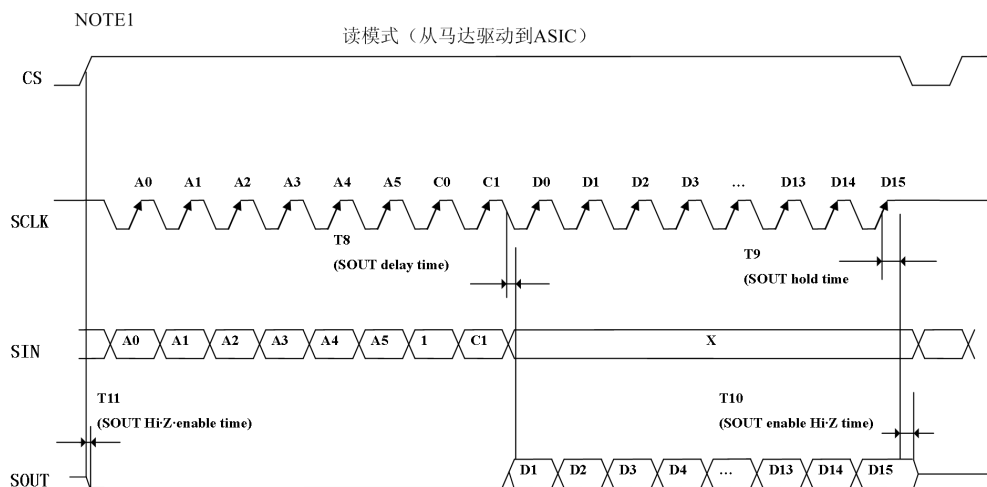 NOTE1
读模式（从马达驱动到ASIC）
CS
A0 A1 A2 A3 A4 A5 C0 C1 D0 D1 D2 D3 … D13 D14 D15
SCLK
T8
(SOUT delay time)
T9
(SOUT hold time
SIN
A0 A1 A2 A3 A4 A5 1 C1 X
T11
(SOUT Hi-Z-enable time)
T10
(SOUT enable Hi-Z time)
SOUT
D1 D2 D3 D4 … D13 D14 D15